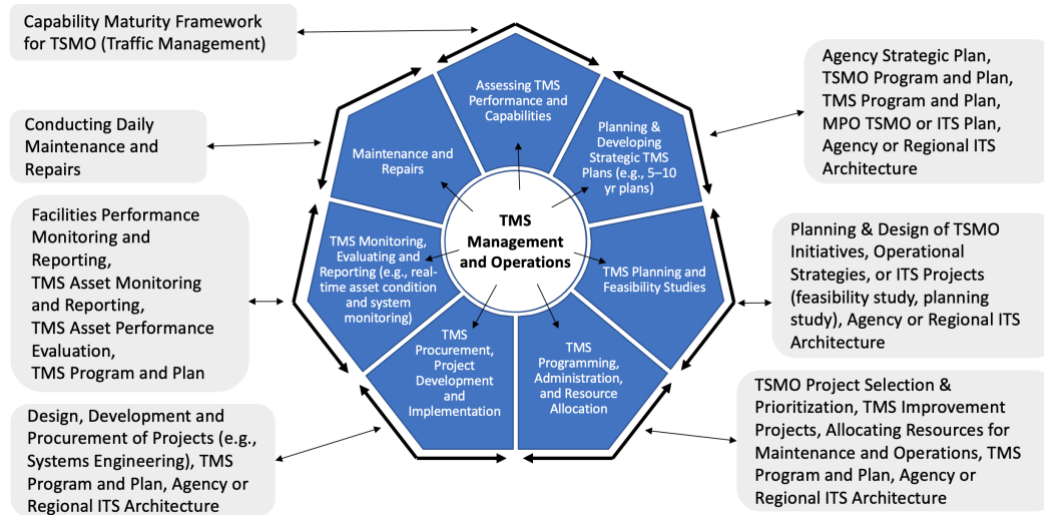 Capability Maturity Framework
for TSMO (Traffic Management)
Assessing TMS
Performance and
Capabilities
Agency Strategic Plan,
TSMO Program and Plan,
TMS Program and Plan,
MPO TSMO or ITS Plan,
Agency or Regional ITS
Architecture
Conducting Daily
Maintenance and
Repairs
Maintenance and
Repairs
Planning &
Developing
Strategic TMS
Plans (e.g., 5–10
yr plans)
TMS
Management
and Operations
Facilities Performance
Monitoring and
Reporting,
TMS Asset Monitoring
and Reporting,
TMS Asset Performance
Evaluation,
TMS Program and Plan
TMS Monitoring,
Evaluating and
Reporting (e.g., real-
time asset condition
and system
monitoring)
TMS Planning and
Feasibility Studies
Planning & Design of TSMO
Initiatives, Operational
Strategies, or ITS Projects
(feasibility study, planning
study), Agency or Regional ITS
Architecture
TMS
Procurement,
Project
Development
and
Implementation
TMS
Programming,
Administration,
and Resource
Allocation
Design, Development and
Procurement of Projects (e.g.,
Systems Engineering), TMS
Program and Plan, Agency or
Regional ITS Architecture
TSMO Project Selection &
Prioritization, TMS Improvement
Projects, Allocating Resources for
Maintenance and Operations, TMS
Program and Plan, Agency or
Regional ITS Architecture